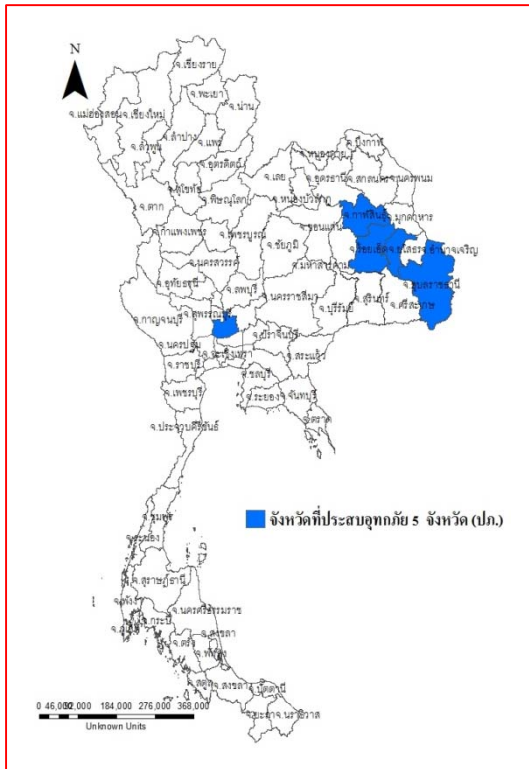 N
จ.เชียงราย
จ.พะเยา
จ.น่าน
จ.แม่ฮ่องสอน จ.เชียงใหม่
จ.ลำปาง จ.แพร่
จ.ลำพูน
จ.อุตรดิตถ์
จ.บึงกาฬ
จ.หนองคาย
จ.เลย จ.อุดรธานี จ.สกลนคร จ.นครพนม
จ.สุโขทัย
จ.ตาก จ.พิษณุโลก จ.หนองบัวลำภู
จ.กาฬสินธุ์ จ.มุกดาหาร
จ.กำแพงเพชร จ.เพชรบูรณ์ จ.ขอนแก่น
จ.ชัยภูมิ จ.ร้อยเอ็ด จ.ยโสธร จ.อำนาจเจริญ
จ.นครสวรรค์ จ.มหาสารคาม
จ.อุทัยธานี จ.ลพบุรี จ.อุบลราชธานี
จ.นครราชสีมา จ.สุรินทร์
จ.กาญจนบุรี จ.สุพรรณบุรี จ.บุรีรัมย์ จ.ศรีสะเกษ
จ.ปราจีนบุรี
จ.นครปฐม จ.ฉะเชิงเทรา จ.สระแก้ว
จ.ราชบุรี จ.ชลบุรี
จ.เพชรบุรี จ.ระยอง จ.จันทบุรี
จ.ตราด
จ.ประจวบคีรีขันธ์
จังหวัดที่ประสบอุทกภัย 5 จังหวัด (ปภ.)
จ.ชุมพร
จ.ระนอง
จ.สุราษฎ์ธานี
จ.พังงา
จ.นครศรีธรรมราช
จ.กระบี่
จ.ภูเก็ต จ.สงขลา
จ.ตรัง
จ.พัทลุง
จ.สตูล จ.สงขลา จ.ปัตตานี
จ.ยะลา จ.นราธิวาส
0 46,000 92,000 184,000 276,000 368,000
Unknown Units